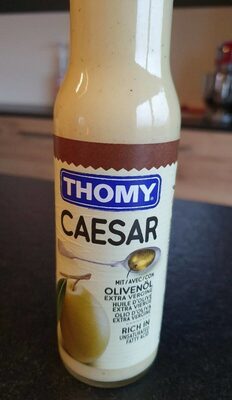 THOMY
CAESAR
MIT/AVEC/CON
OLIVENÖL
EXTRA VERGINE
HUILE D'OLIVE
EXTRA VIERGE
OLIO D'OLIVA
EXTRA VERGINE
RICH IN
UNSATURATED
FATTY ACID